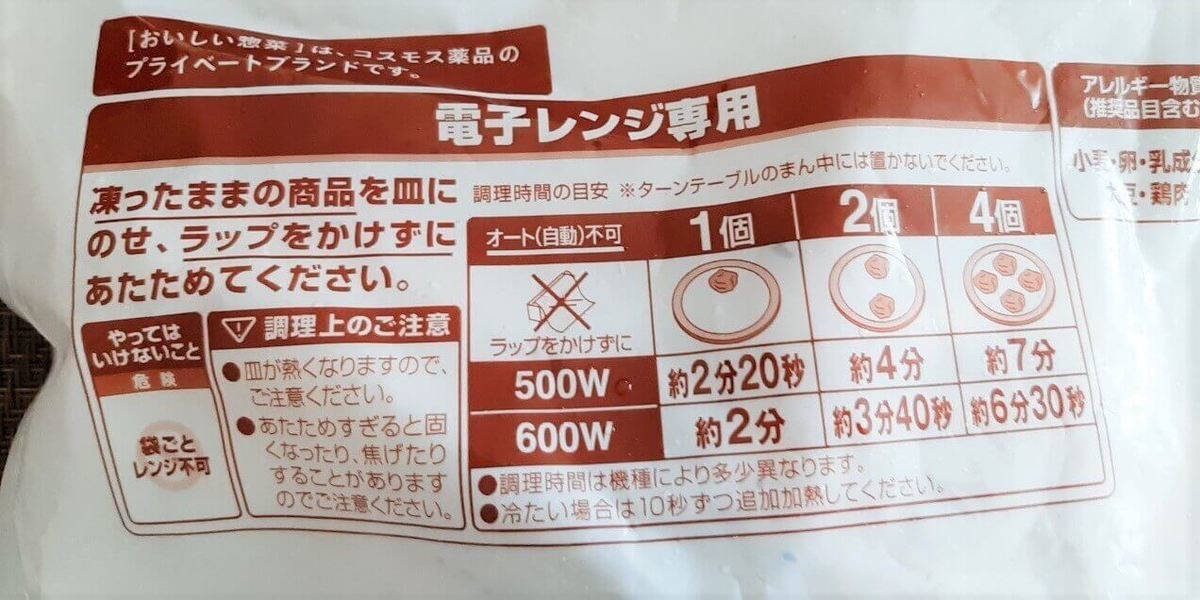 [おいしい惣菜]は、コスモス薬品の
プライベートブランドです。
電子レンジ専用
凍ったままの商品を皿に
のせ、ラップをかけずに
あたためてください。
やっては
いけないこと
危険
袋ごと
レンジ不可
調理上のご注意
●皿が熱くなりますので、
ご注意ください。
●あたためすぎると固
くなったり、焦げたり
することがあります
のでご注意ください。
調理時間の目安 ※ターンテーブルのまん中には置かないでください。
オート(自動)不可 1個 2個 4個
ラップをかけずに
500W 約2分20秒 約4分 約7分
600W 約2分 約3分40秒 約6分30秒
●調理時間は機種により多少異なります。
●冷たい場合は10秒ずつ追加加熱してください。
アレルギー物質
(推奨品目含む
小麦・卵・乳成
大豆・鶏肉